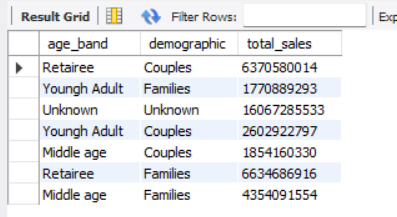 Result Grid Filter Rows: Exp
age_band demographic total_sales
Retairee Couples 6370580014
Youngh Adult Families 1770889293
Unknown Unknown 16067285533
Youngh Adult Couples 2602922797
Middle age Couples 1854160330
Retairee Families 6634686916
Middle age Families 4354091554